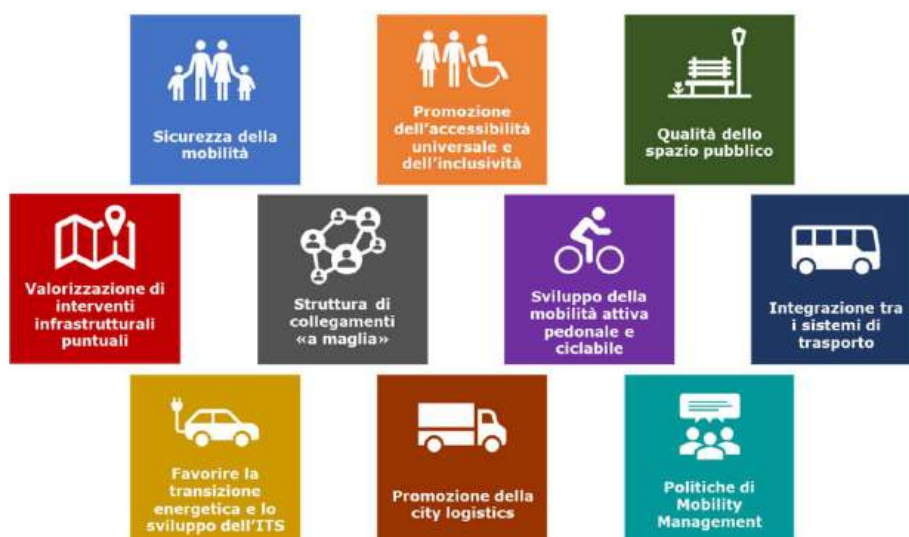 Sicurezza della
mobilità
Promozione
dell'accessibilità
universale e
dell'inclusività
Qualità dello
spazio pubblico
Valorizzazione di
interventi
infrastrutturali
puntuali
Struttura di
collegamenti
«a maglia»
Sviluppo della
mobilità attiva
pedonale e
ciclabile
Integrazione tra
i sistemi di
trasporto
Favorire la
transizione
energetica e lo
sviluppo dell'ITS
Promozione della
city logistics
Politiche di
Mobility
Management